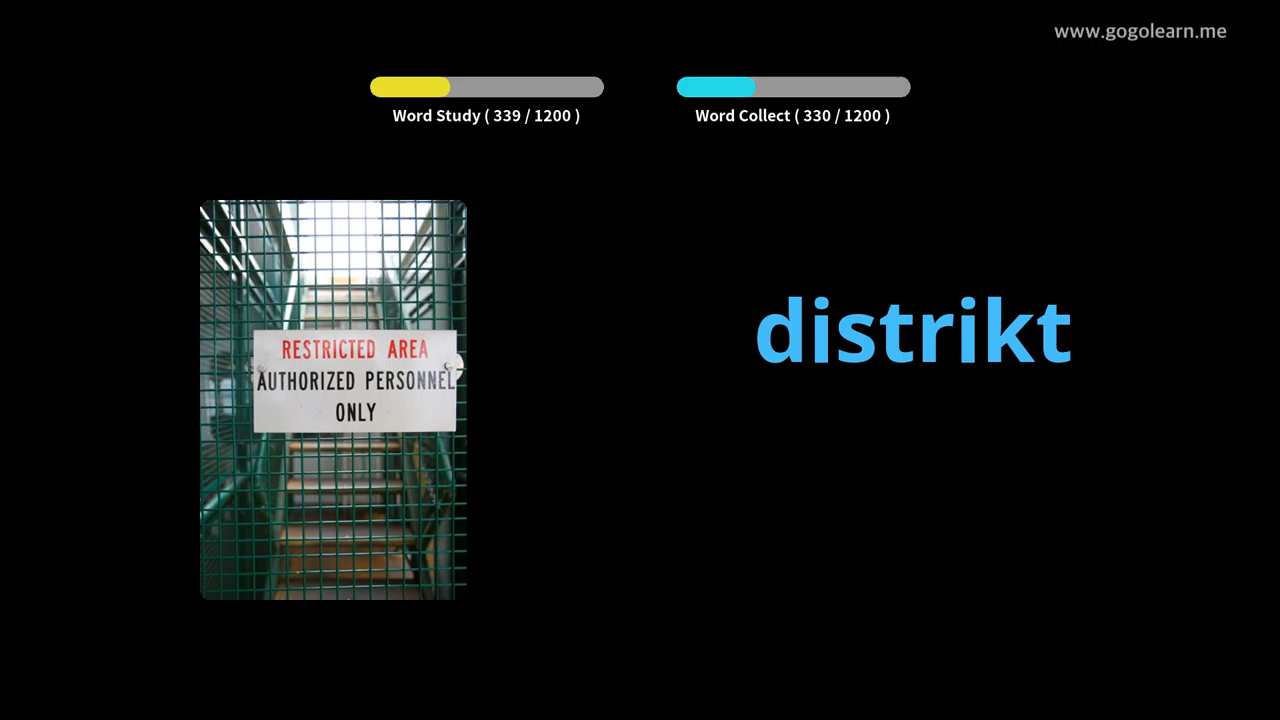 www.gogolearn.me
Word Study ( 339 / 1200 )
Word Collect ( 330 / 1200 )
RESTRICTED AREA
AUTHORIZED PERSONNEL
ONLY
distrikt